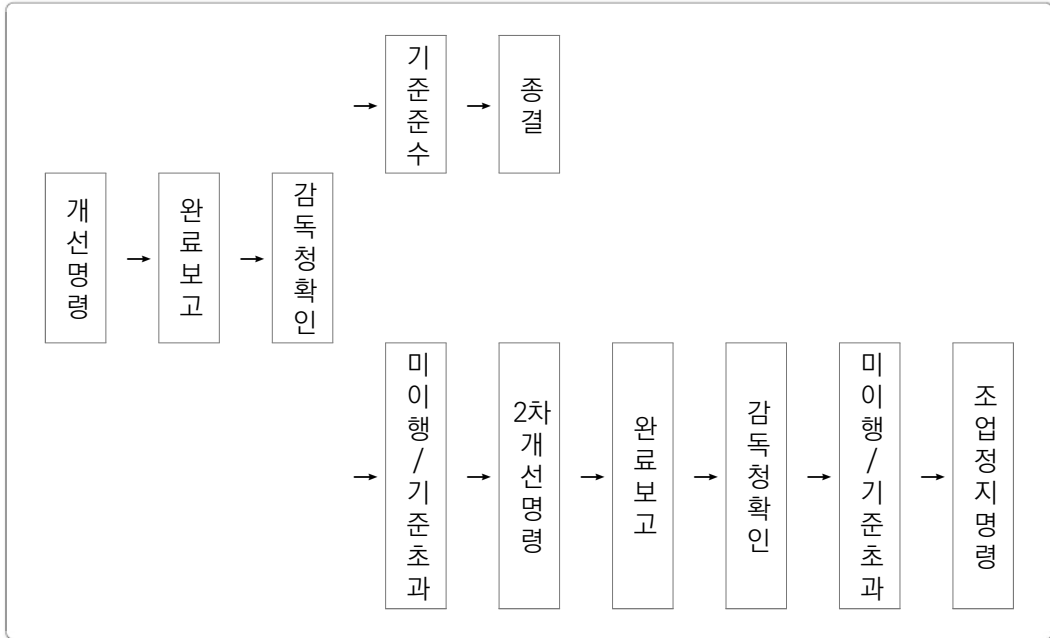 개선명령
→
완료보고
→
감독청확인
→
기준준수
→
종결
→
미이행/기준초과
→
2차개선명령
→
완료보고
→
감독청확인
→
미이행/기준초과
→
조업정지명령